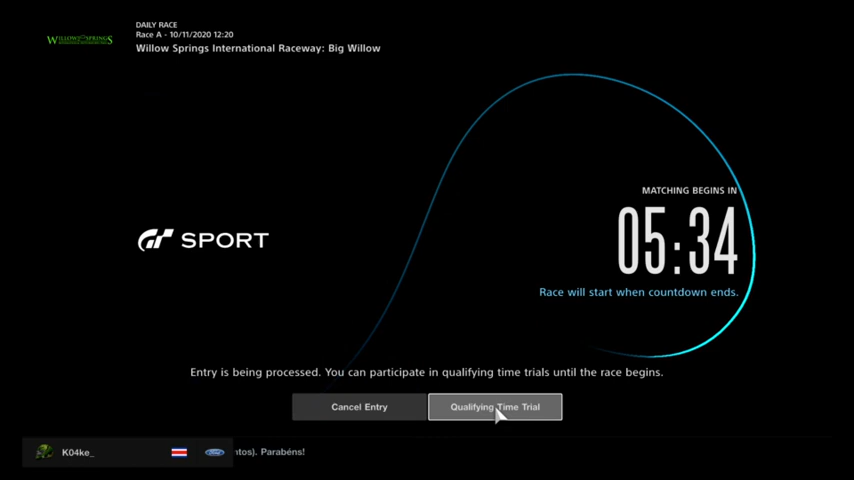 WILLOW SPRINGS
DAILY RACE
Race A - 10/11/2020 12:20
Willow Springs International Raceway: Big Willow
MATCHING BEGINS IN
05:34
GT SPORT
Race will start when countdown ends.
Entry is being processed. You can participate in qualifying time trials until the race begins.
Cancel Entry
Qualifying Time Trial
K04ke_
Ford
ntos). Parabéns!